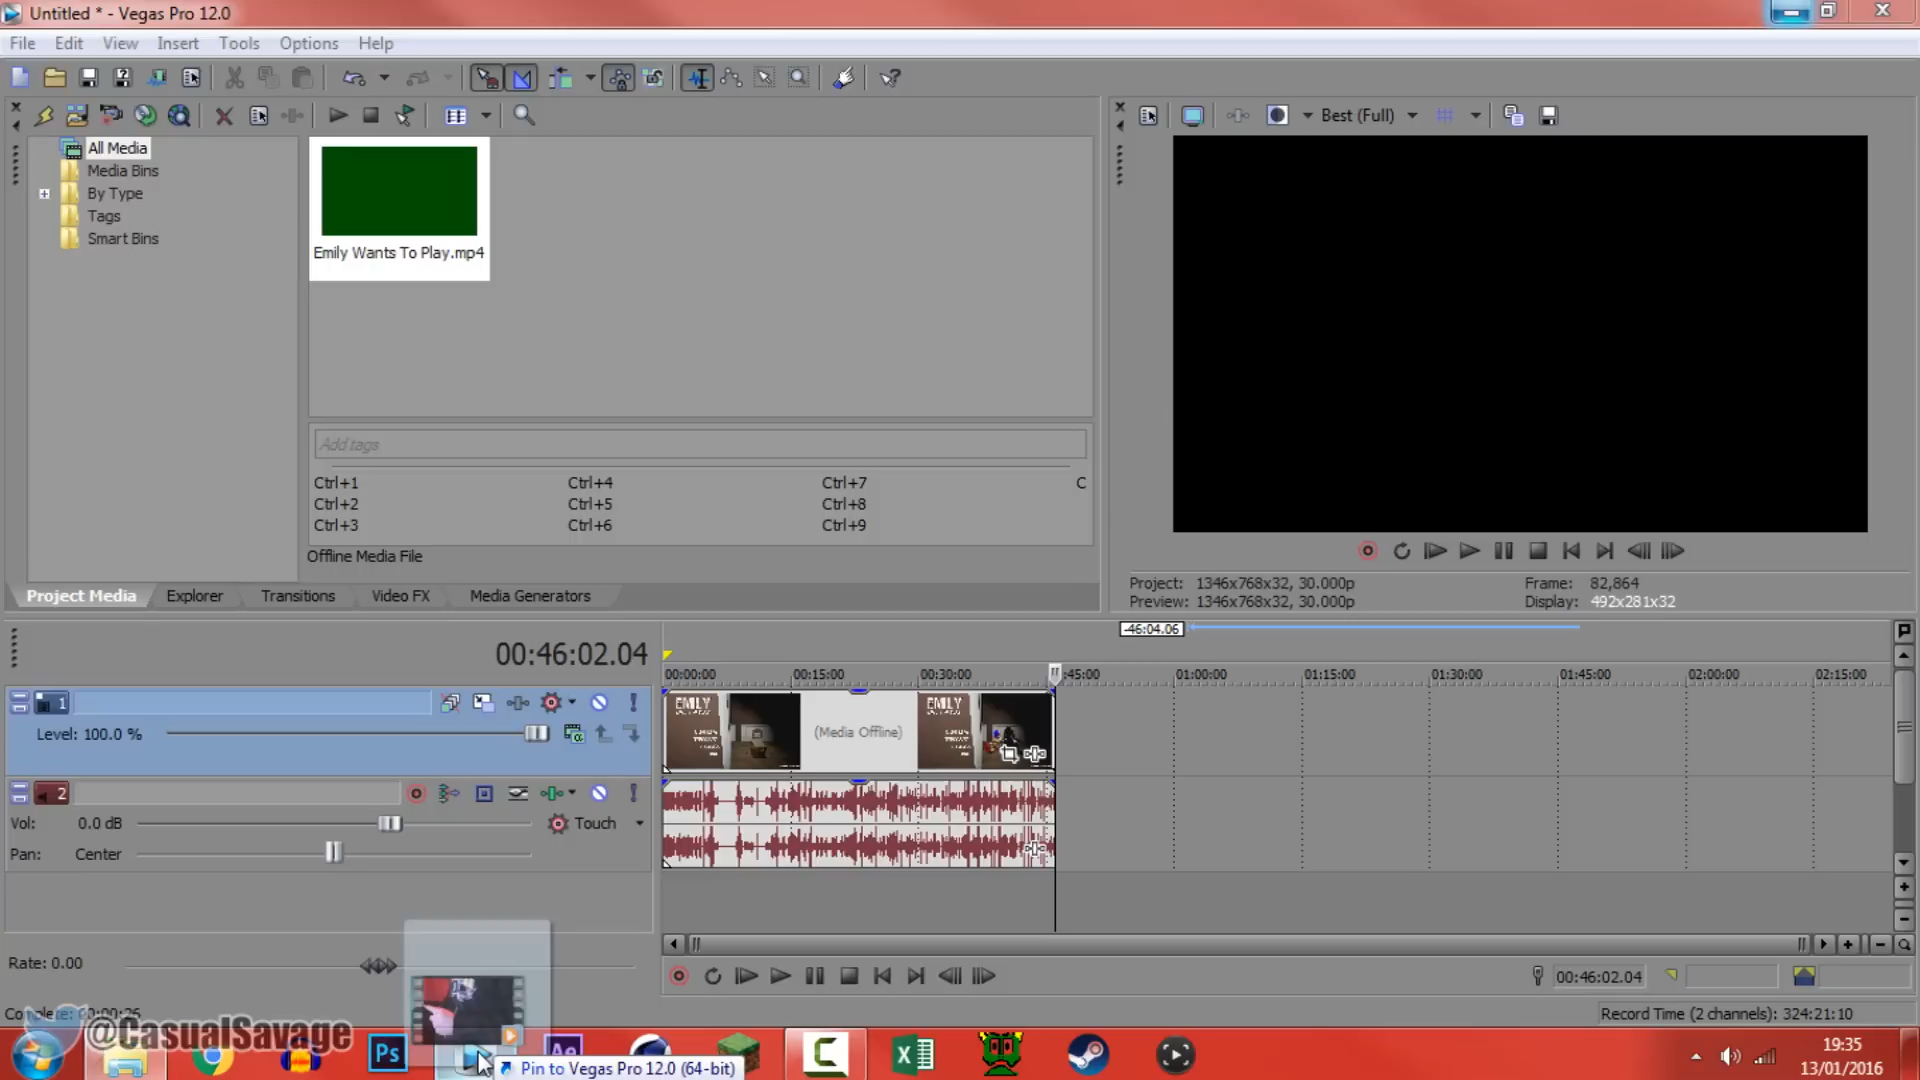 Untitled * - Vegas Pro 12.0
File Edit View Insert Tools Options Help
Best (Full)
All Media
Media Bins
By Type
Tags
Smart Bins
Emily Wants To Play.mp4
Add tags
Ctrl+1 Ctrl+4 Ctrl+7 C
Ctrl+2 Ctrl+5 Ctrl+8
Ctrl+3 Ctrl+6 Ctrl+9
Offline Media File
Project Media Explorer Transitions Video FX Media Generators
Project: 1346x768x32, 30.000p Frame: 82,864
Preview: 1346x768x32, 30.000p Display: 492x281x32
-46:04.06
00:46:02.04
00:00:00 00:15:00 00:30:00 :45:00 01:00:00 01:15:00 01:30:00 01:45:00 02:00:00 02:15:00
1
Level: 100.0 %
EMILY
(Media Offline)
EMILY
2
Vol: 0.0 dB Touch
Pan: Center
Rate: 0.00
00:46:02.04
Complete: 00:00:26
Record Time (2 channels): 324:21:10
@CasualSavage
Ps
Ae
Pin to Vegas Pro 12.0 (64-bit)
19:35
13/01/2016